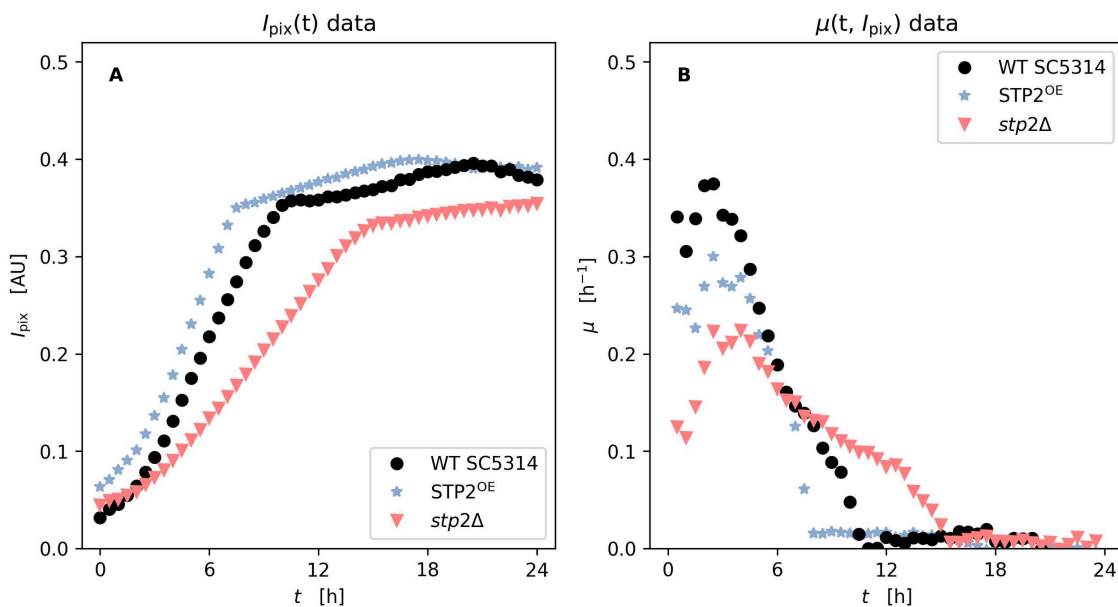 I_pix(t) data
A
0.5
0.4
0.3
0.2
0.1
0.0
I_pix [AU]
0
6
12
18
24
t [h]
WT SC5314
STP2^OE
stp2Δ
μ(t, I_pix) data
B
0.5
0.4
0.3
0.2
0.1
0.0
μ [h⁻¹]
0
6
12
18
24
t [h]
WT SC5314
STP2^OE
stp2Δ